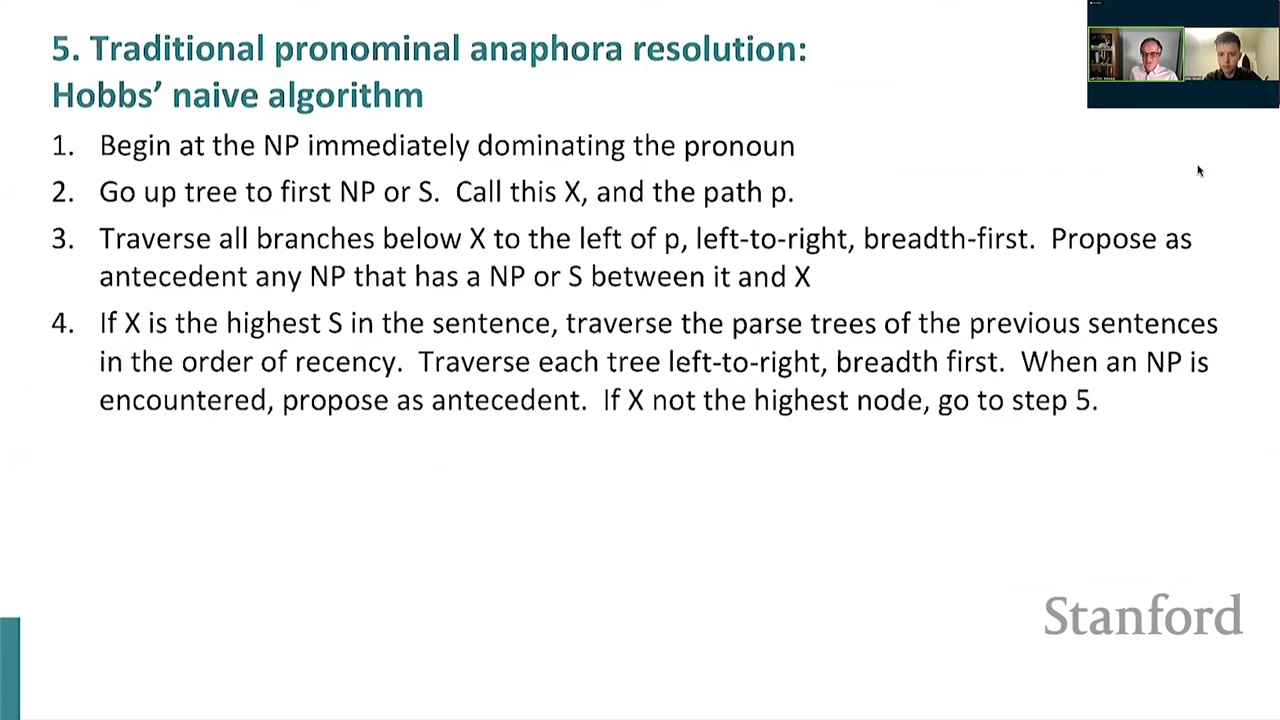 5. Traditional pronominal anaphora resolution:
Hobbs’ naive algorithm
1. Begin at the NP immediately dominating the pronoun
2. Go up tree to first NP or S. Call this X, and the path p.
3. Traverse all branches below X to the left of p, left-to-right, breadth-first. Propose as
antecedent any NP that has a NP or S between it and X
4. If X is the highest S in the sentence, traverse the parse trees of the previous sentences
in the order of recency. Traverse each tree left-to-right, breadth first. When an NP is
encountered, propose as antecedent. If X not the highest node, go to step 5.
Stanford